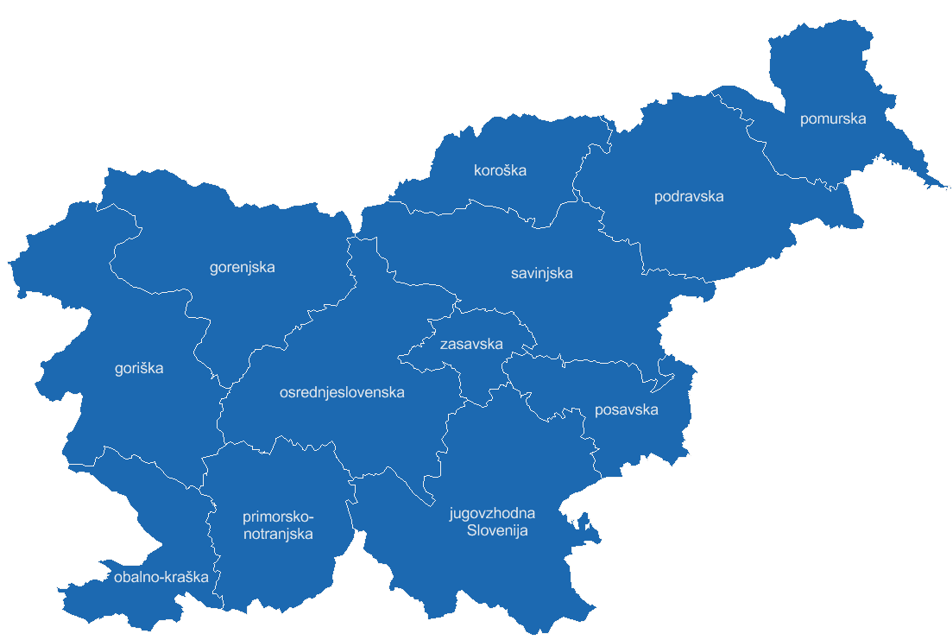 pomurska
koroška
podravska
gorenjska
savinjska
zasavska
goriška
osrednjeslovenska
posavska
primorsko-
notranjska
jugovzhodna
Slovenija
obalno-kraška